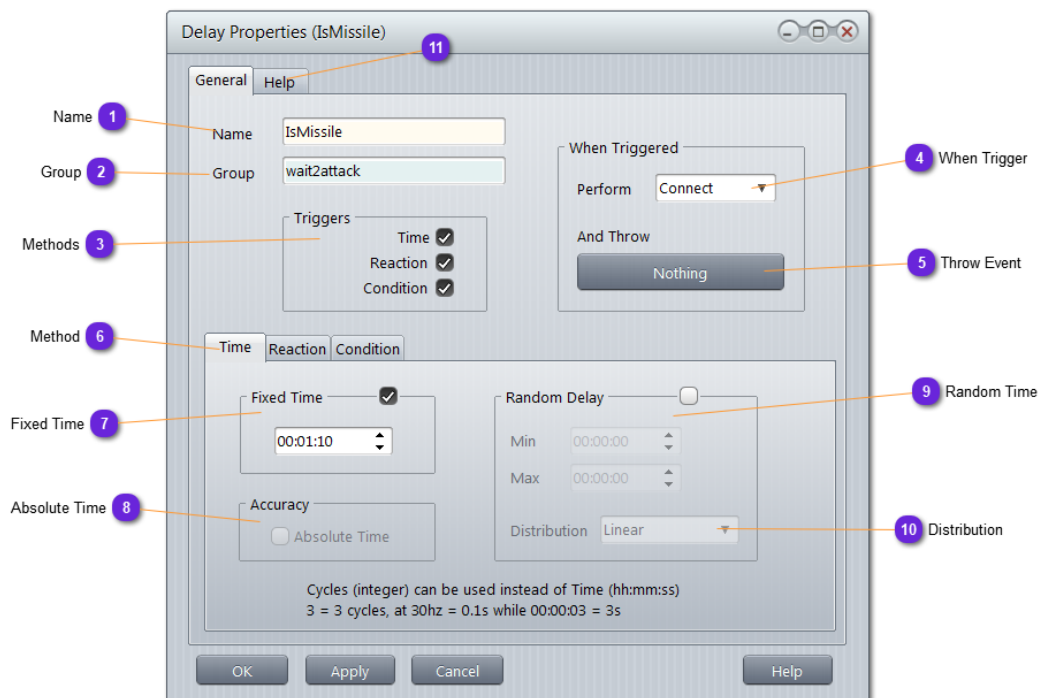 Delay Properties (IsMissile)
11
General Help
Name 1 Name IsMissile
Group 2 Group wait2attack
When Triggered
Perform Connect 4 When Trigger
Triggers
Methods 3 Time
Reaction
Condition
And Throw
Nothing 5 Throw Event
Method 6 Time Reaction Condition
Fixed Time Random Delay 9 Random Time
Fixed Time 7 00:01:10 Min 00:00:00
Max 00:00:00
Absolute Time 8 Accuracy
Absolute Time Distribution Linear 10 Distribution
Cycles (integer) can be used instead of Time (hh:mm:ss)
3 = 3 cycles, at 30hz = 0.1s while 00:00:03 = 3s
OK Apply Cancel Help